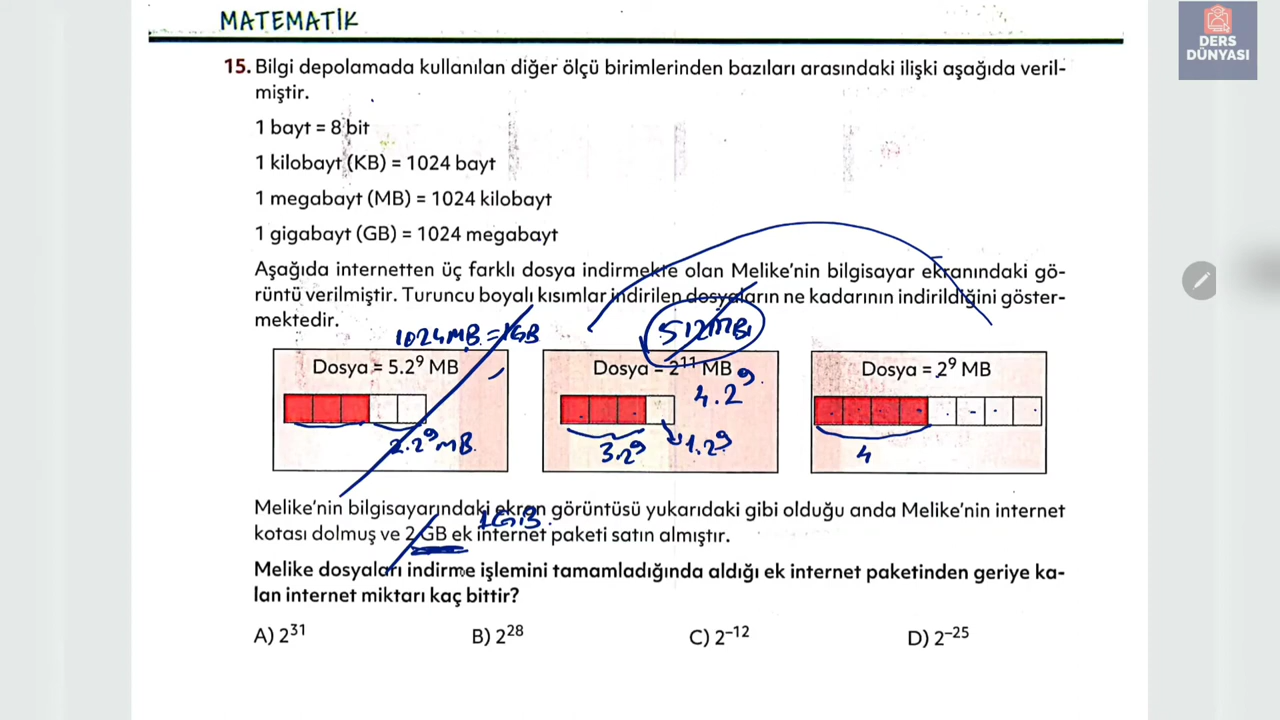 MATEMATİK
DERS
DÜNYASI
15. Bilgi depolamada kullanılan diğer ölçü birimlerinden bazıları arasındaki ilişki aşağıda veril-
miştir.
1 bayt = 8 bit
1 kilobayt (KB) = 1024 bayt
1 megabayt (MB) = 1024 kilobayt
1 gigabayt (GB) = 1024 megabayt
Aşağıda internetten üç farklı dosya indirmekte olan Melike'nin bilgisayar ekranındaki gö-
rüntü verilmiştir. Turuncu boyalı kısımlar indirilen dosyaların ne kadarının indirildiğini göster-
mektedir.
1024MB = 1GB
512MB
Dosya = 5.2⁹ MB
Dosya = 2¹¹ MB
Dosya = 2⁹ MB
4.2⁹
2.2⁹ MB
3.2⁹
1.2⁹
4
Melike'nin bilgisayarındaki ekran görüntüsü yukarıdaki gibi olduğu anda Melike'nin internet
1GB
kotası dolmuş ve 2 GB ek internet paketi satın almıştır.
Melike dosyaları indirme işlemini tamamladığında aldığı ek internet paketinden geriye ka-
lan internet miktarı kaç bittir?
A) 2³¹ B) 2²⁸ C) 2⁻¹² D) 2⁻²⁵